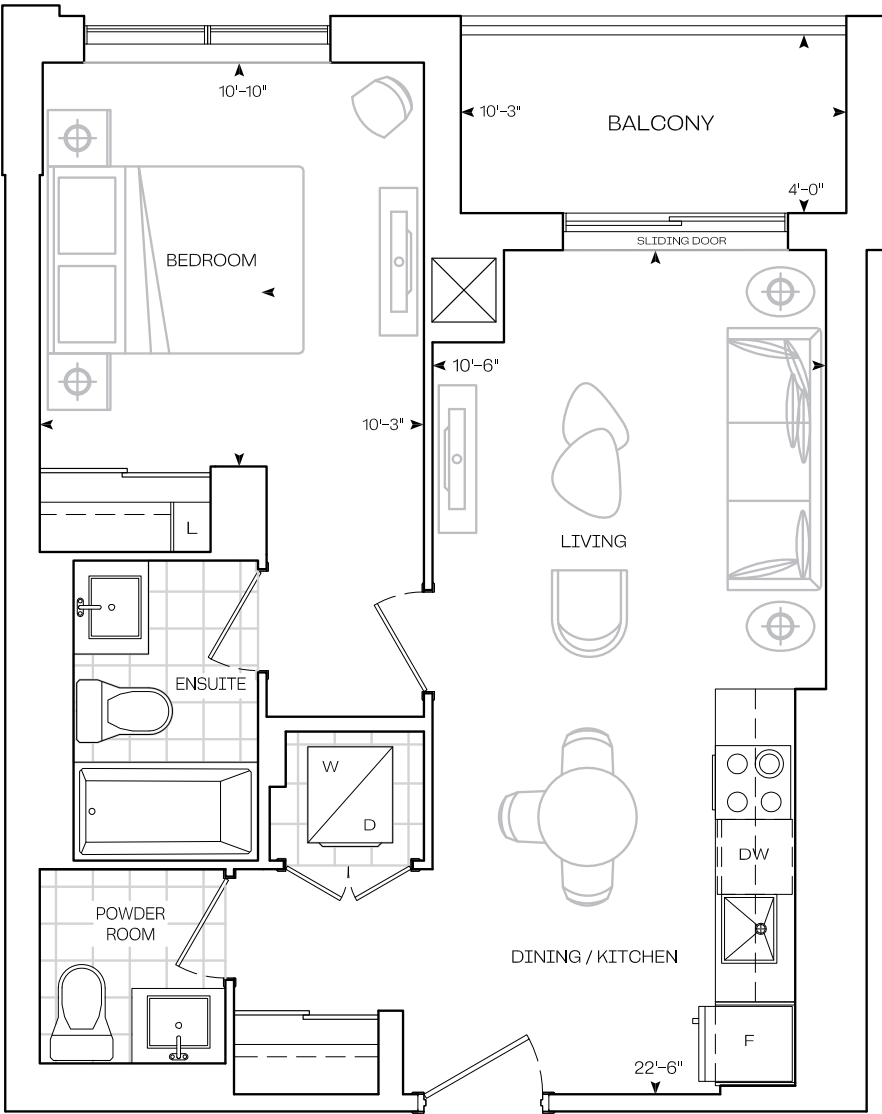 10'-10"
10'-3"
BALCONY
4'-0"
SLIDING DOOR
BEDROOM
10'-6"
10'-3"
L
LIVING
ENSUITE
W
D
DW
POWDER
ROOM
DINING / KITCHEN
F
22'-6"